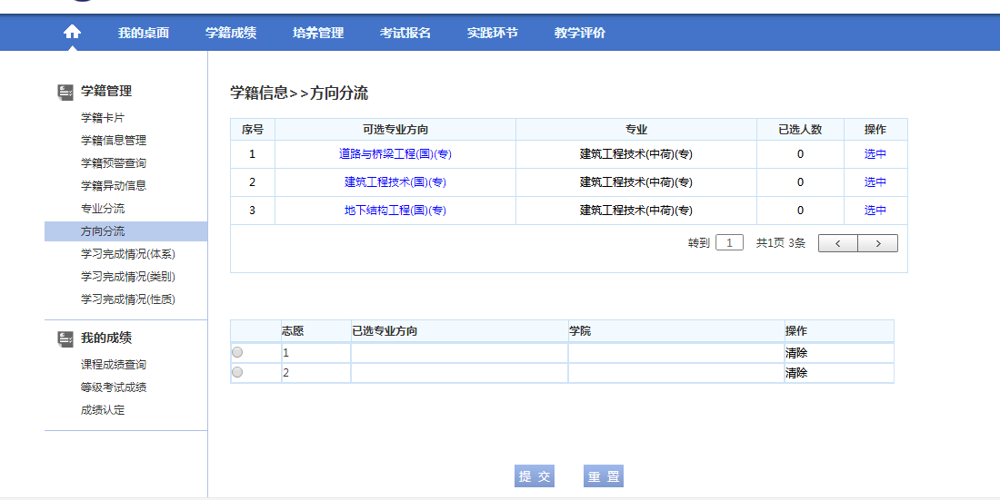 我的桌面 学籍成绩 培养管理 考试报名 实践环节 教学评价
学籍管理
学籍卡片
学籍信息管理
学籍预警查询
学籍异动信息
专业分流
方向分流
学习完成情况(体系)
学习完成情况(类别)
学习完成情况(性质)
我的成绩
课程成绩查询
等级考试成绩
成绩认定
学籍信息>>方向分流
序号 可选专业方向 专业 已选人数 操作
1 道路与桥梁工程(国)(专) 建筑工程技术(中荷)(专) 0 选中
2 建筑工程技术(国)(专) 建筑工程技术(中荷)(专) 0 选中
3 地下结构工程(国)(专) 建筑工程技术(中荷)(专) 0 选中
转到 1 共1页 3条 < >
志愿 已选专业方向 学院 操作
1 清除
2 清除
提 交 重 置